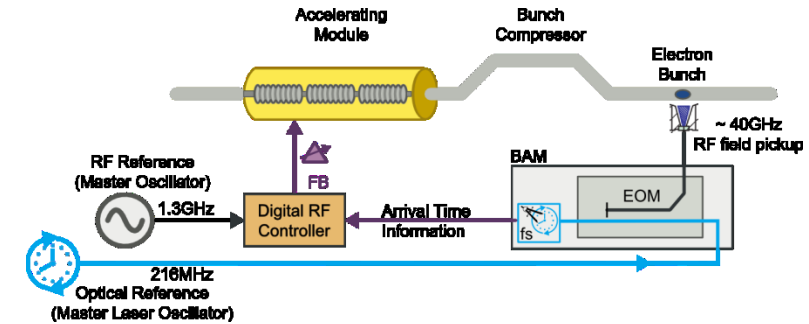 Accelerating
Module
Bunch
Compressor
Electron
Bunch
~ 40GHz
RF field pickup
RF Reference
(Master Oscillator)
1.3GHz
FB
Digital RF
Controller
Arrival Time
Information
BAM
EOM
fs
216MHz
Optical Reference
(Master Laser Oscillator)